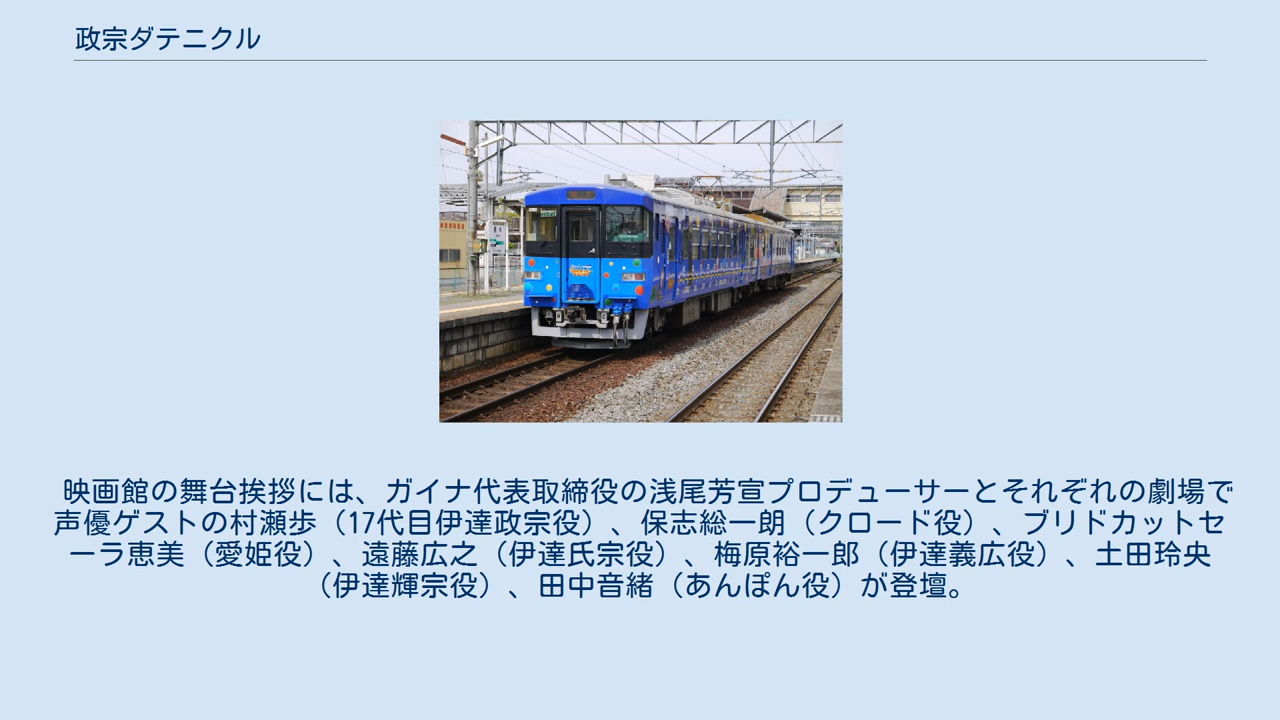 政宗ダテニクル
映画館の舞台挨拶には、ガイナ代表取締役の浅尾芳宣プロデューサーとそれぞれの劇場で
声優ゲストの村瀬歩（17代目伊達政宗役）、保志総一朗（クロード役）、ブリドカットセ
ーラ恵美（愛姫役）、遠藤広之（伊達氏宗役）、梅原裕一郎（伊達義広役）、土田玲央
（伊達輝宗役）、田中音緒（あんぽん役）が登壇。